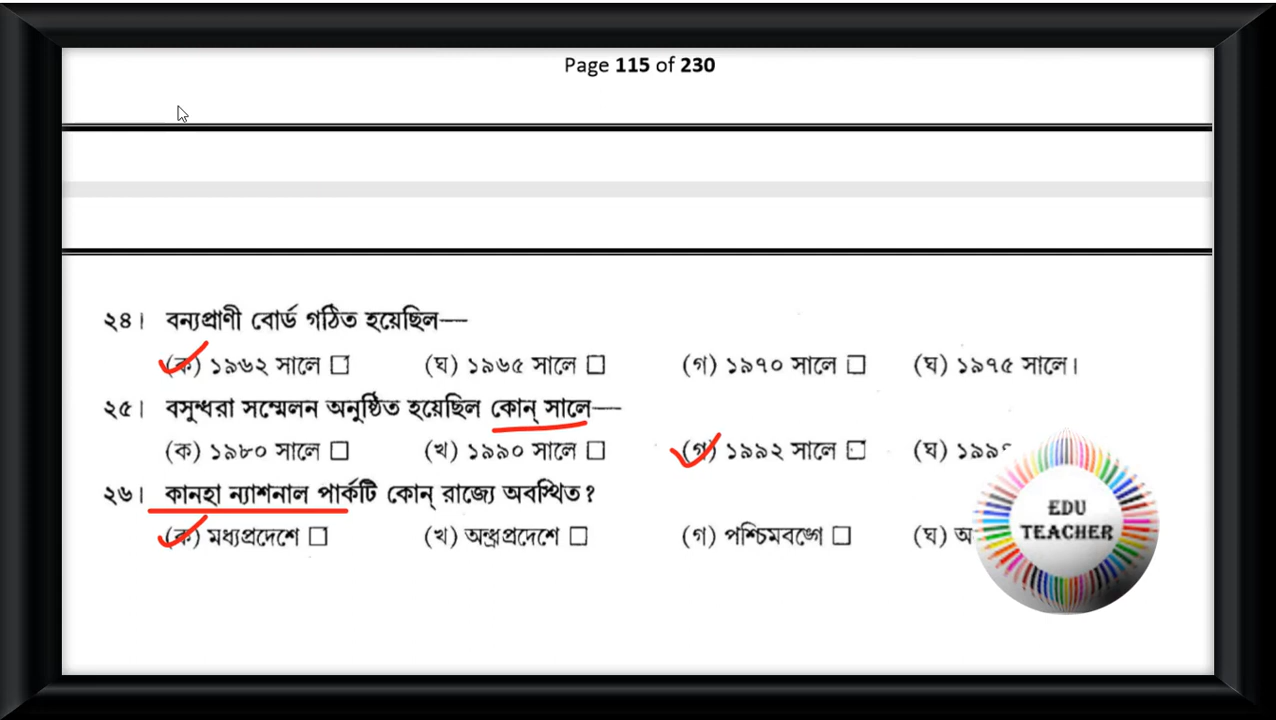 Page 115 of 230
২৪। বন্যপ্রাণী বোর্ড গঠিত হয়েছিল—
(ক) ১৯৬২ সালে □ (ঘ) ১৯৬৫ সালে □ (গ) ১৯৭০ সালে □ (ঘ) ১৯৭৫ সালে।
২৫। বসুন্ধরা সম্মেলন অনুষ্ঠিত হয়েছিল কোন্ সালে—
(ক) ১৯৮০ সালে □ (খ) ১৯৯০ সালে □ (গ) ১৯৯২ সালে □ (ঘ)
২৬। কানহা ন্যাশনাল পার্কটি কোন্ রাজ্যে অবস্থিত?
(ক) মধ্যপ্রদেশে □ (খ) অন্ধ্রপ্রদেশে □ (গ) পশ্চিমবঙ্গে □ (ঘ)
EDU
TEACHER